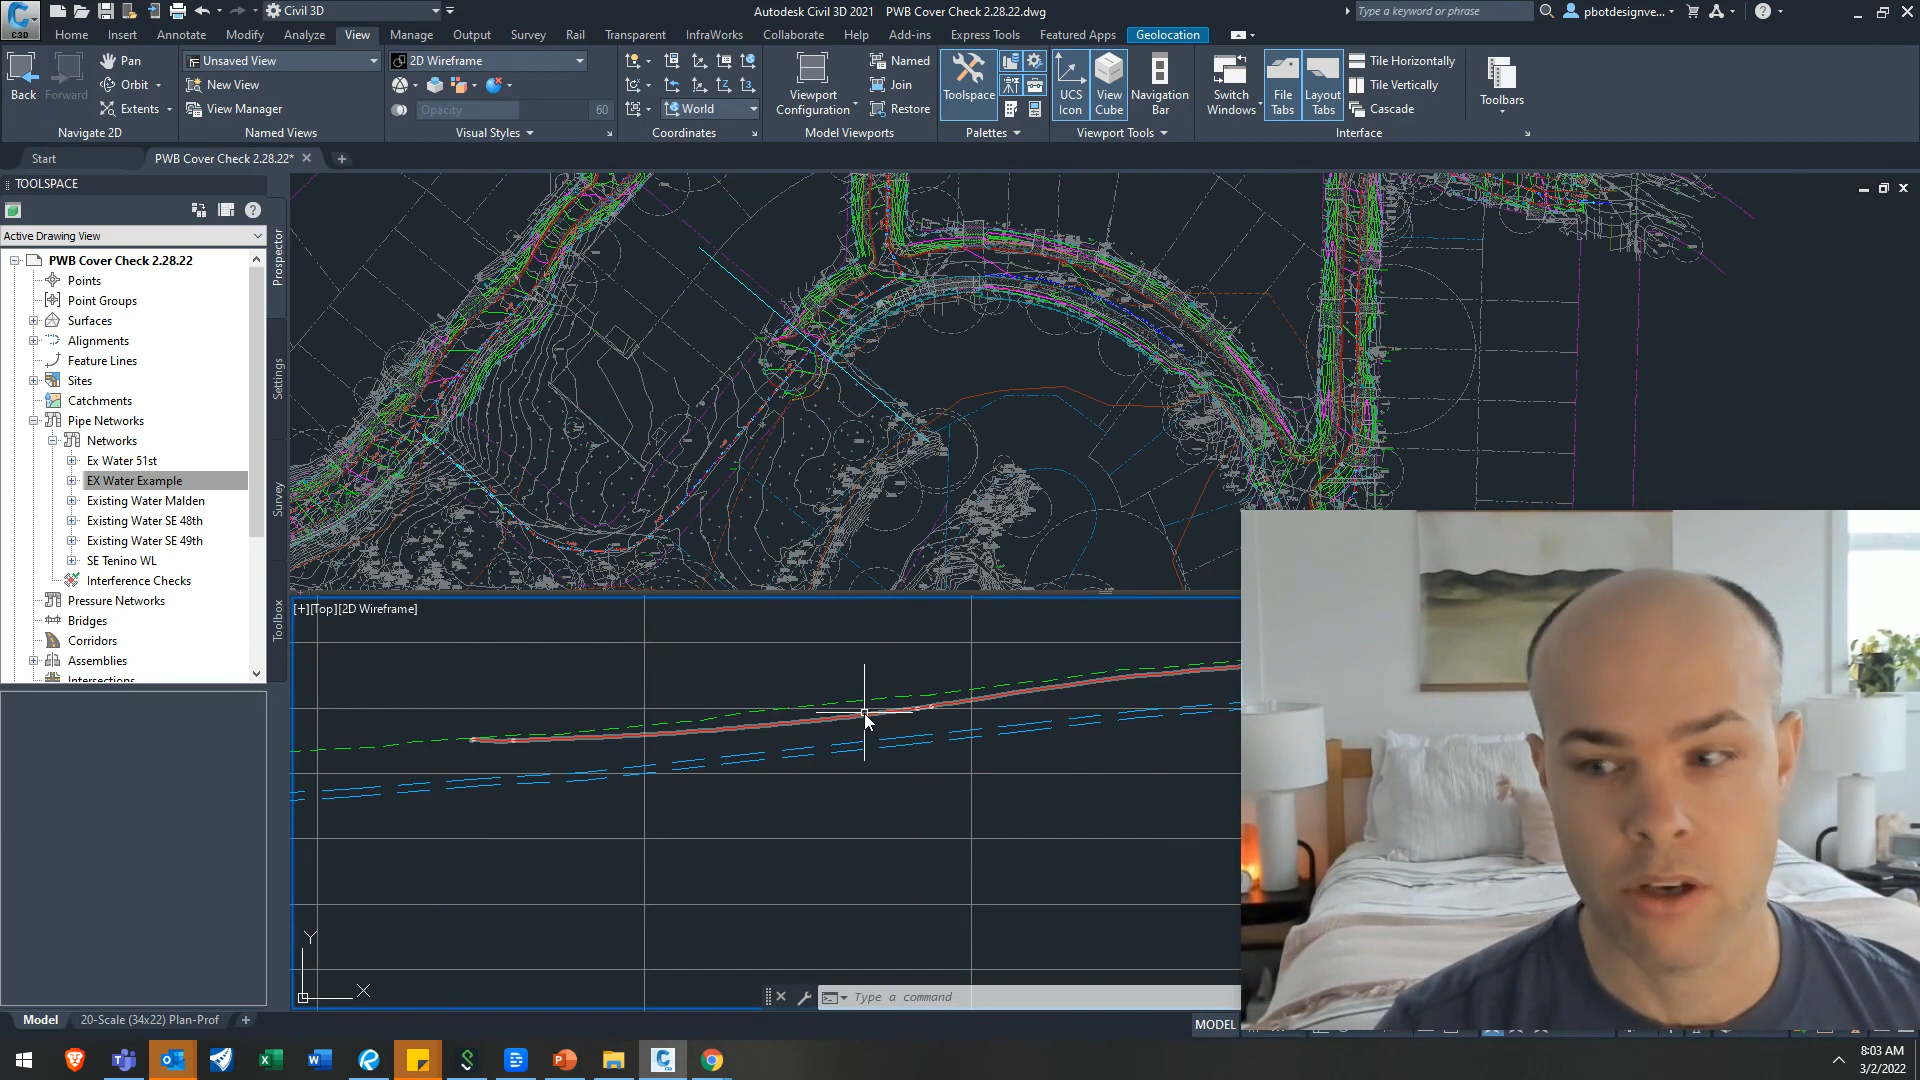 C3D
Civil 3D
Autodesk Civil 3D 2021 PWB Cover Check 2.28.22.dwg
Type a keyword or phrase
pbotdesignve...
Home Insert Annotate Modify Analyze View Manage Output Survey Rail Transparent InfraWorks Collaborate Help Add-ins Express Tools Featured Apps Geolocation
Back
Forward
Pan
Orbit
Extents
Navigate 2D
Unsaved View
New View
View Manager
Named Views
2D Wireframe
Opacity 60
Visual Styles
World
Coordinates
Viewport
Configuration
Named
Join
Restore
Model Viewports
Toolspace
Palettes
UCS
Icon
View
Cube
Navigation
Bar
Viewport Tools
Switch
Windows
File
Tabs
Layout
Tabs
Tile Horizontally
Tile Vertically
Cascade
Interface
Toolbars
Start
PWB Cover Check 2.28.22*
TOOLSPACE
Active Drawing View
PWB Cover Check 2.28.22
Points
Point Groups
Surfaces
Alignments
Feature Lines
Sites
Catchments
Pipe Networks
Networks
Ex Water 51st
EX Water Example
Existing Water Malden
Existing Water SE 48th
Existing Water SE 49th
SE Tenino WL
Interference Checks
Pressure Networks
Bridges
Corridors
Assemblies
Intersections
Prospector
Settings
Survey
Toolbox
[+][Top][2D Wireframe]
Y
X
Type a command
Model
20-Scale (34x22) Plan-Prof
MODEL
8:03 AM
3/2/2022